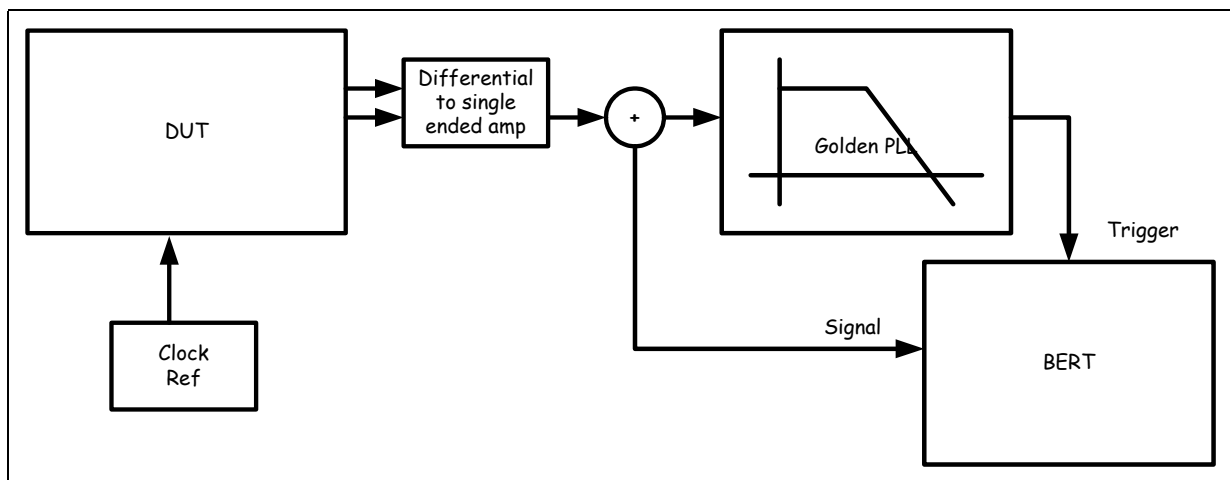 DUT
Differential
to single
ended amp
+
Golden PLL
Trigger
Clock
Ref
Signal
BERT